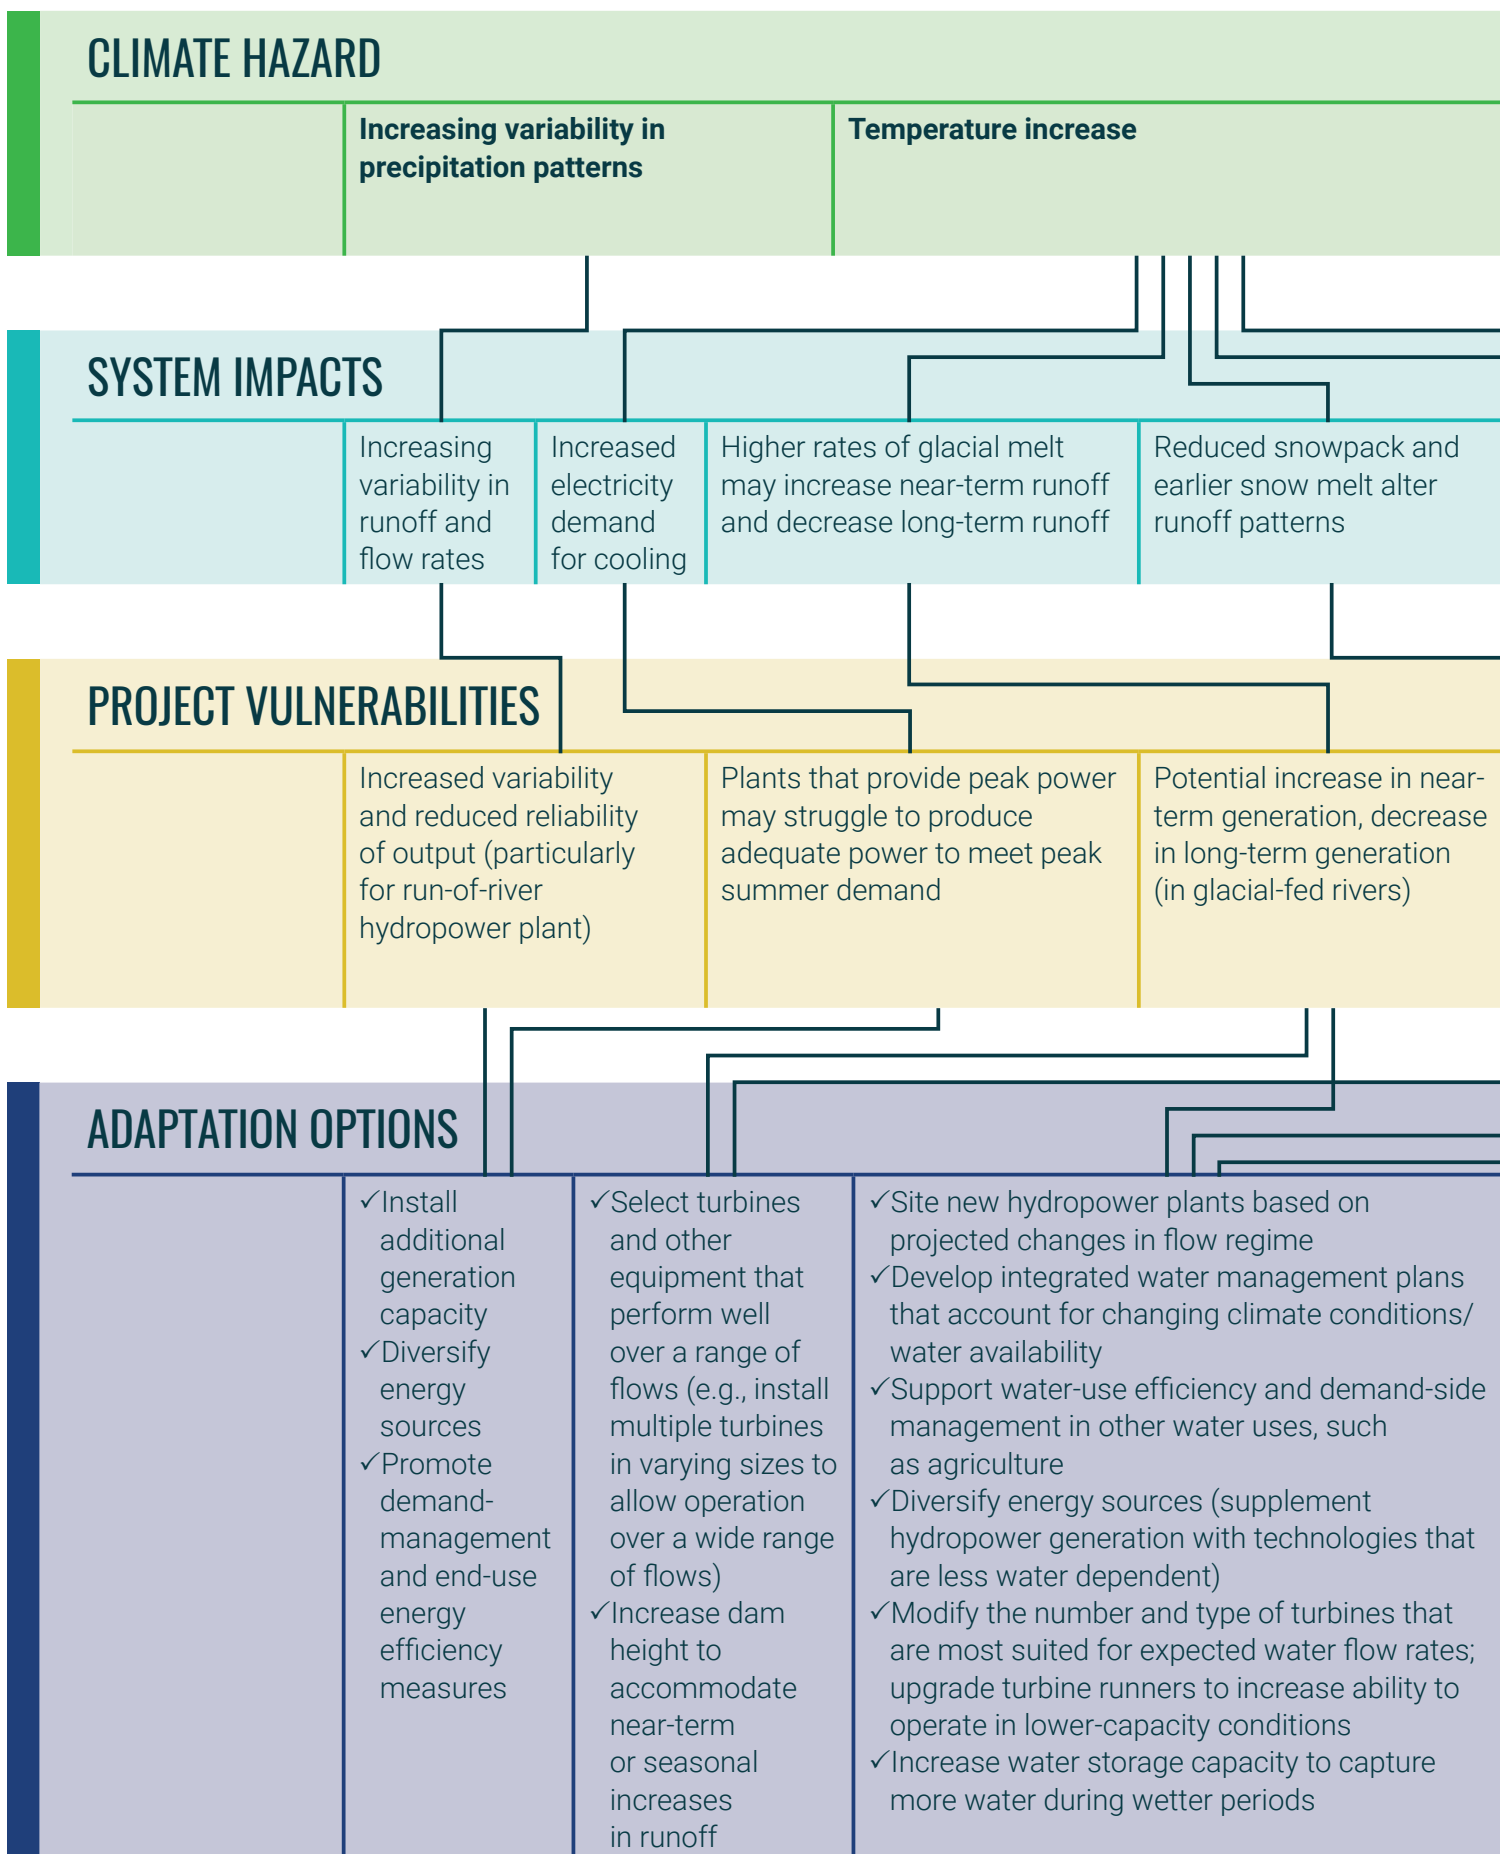 CLIMATE HAZARD
Increasing variability in
precipitation patterns
Temperature increase
SYSTEM IMPACTS
Increasing
variability in
runoff and
flow rates
Increased
electricity
demand
for cooling
Higher rates of glacial melt
may increase near-term runoff
and decrease long-term runoff
Reduced snowpack and
earlier snow melt alter
runoff patterns
PROJECT VULNERABILITIES
Increased variability
and reduced reliability
of output (particularly
for run-of-river
hydropower plant)
Plants that provide peak power
may struggle to produce
adequate power to meet peak
summer demand
Potential increase in near-
term generation, decrease
in long-term generation
(in glacial-fed rivers)
ADAPTATION OPTIONS
✓Install
additional
generation
capacity
✓Diversify
energy
sources
✓Promote
demand-
management
and end-use
energy
efficiency
measures
✓Select turbines
and other
equipment that
perform well
over a range of
flows (e.g., install
multiple turbines
in varying sizes to
allow operation
over a wide range
of flows)
✓Increase dam
height to
accommodate
near-term
or seasonal
increases
in runoff
✓Site new hydropower plants based on
projected changes in flow regime
✓Develop integrated water management plans
that account for changing climate conditions/
water availability
✓Support water-use efficiency and demand-side
management in other water uses, such
as agriculture
✓Diversify energy sources (supplement
hydropower generation with technologies that
are less water dependent)
✓Modify the number and type of turbines that
are most suited for expected water flow rates;
upgrade turbine runners to increase ability to
operate in lower-capacity conditions
✓Increase water storage capacity to capture
more water during wetter periods